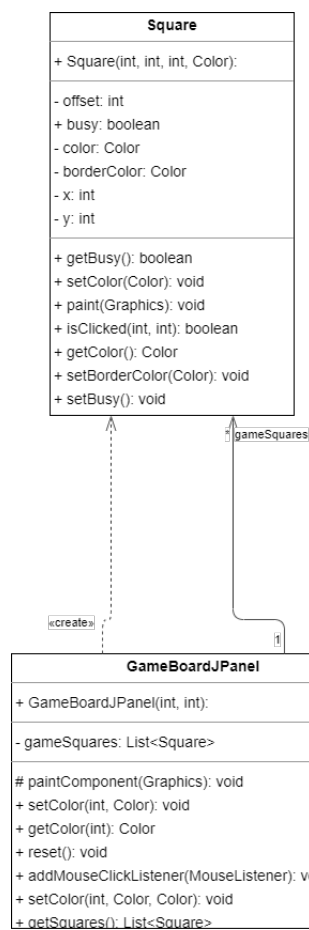 Square
+ Square(int, int, int, Color):
- offset: int
+ busy: boolean
- color: Color
- borderColor: Color
- x: int
- y: int
+ getBusy(): boolean
+ setColor(Color): void
+ paint(Graphics): void
+ isClicked(int, int): boolean
+ getColor(): Color
+ setBorderColor(Color): void
+ setBusy(): void
* gameSquares
«create»
1
GameBoardJPanel
+ GameBoardJPanel(int, int):
- gameSquares: List<Square>
# paintComponent(Graphics): void
+ setColor(int, Color): void
+ getColor(int): Color
+ reset(): void
+ addMouseClickListener(MouseListener): v
+ setColor(int, Color, Color): void
+ getSquares(): List<Square>